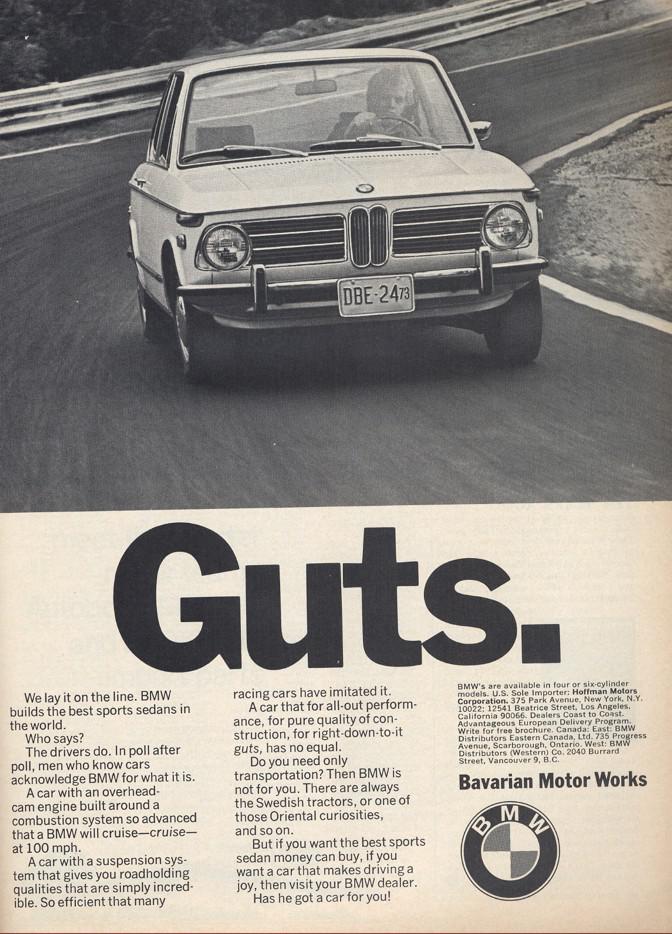 DBE-2473
Guts.
We lay it on the line. BMW
builds the best sports sedans in
the world.
Who says?
The drivers do. In poll after
poll, men who know cars
acknowledge BMW for what it is.
A car with an overhead-
cam engine built around a
combustion system so advanced
that a BMW will cruise—cruise—
at 100 mph.
A car with a suspension sys-
tem that gives you roadholding
qualities that are simply incred-
ible. So efficient that many
racing cars have imitated it.
A car that for all-out perform-
ance, for pure quality of con-
struction, for right-down-to-it
guts, has no equal.
Do you need only
transportation? Then BMW is
not for you. There are always
the Swedish tractors, or one of
those Oriental curiosities,
and so on.
But if you want the best sports
sedan money can buy, if you
want a car that makes driving a
joy, then visit your BMW dealer.
Has he got a car for you!
BMW's are available in four or six-cylinder
models. U.S. Sole Importer: Hoffman Motors
Corporation. 375 Park Avenue, New York, N.Y.
10022; 12541 Beatrice Street, Los Angeles,
California 90066. Dealers Coast to Coast.
Advantageous European Delivery Program.
Write for free brochure. Canada: East: BMW
Distributors Eastern Canada, Ltd. 735 Progress
Avenue, Scarborough, Ontario. West: BMW
Distributors (Western) Co. 2040 Burrard
Street, Vancouver 9, B.C.
Bavarian Motor Works
BMW